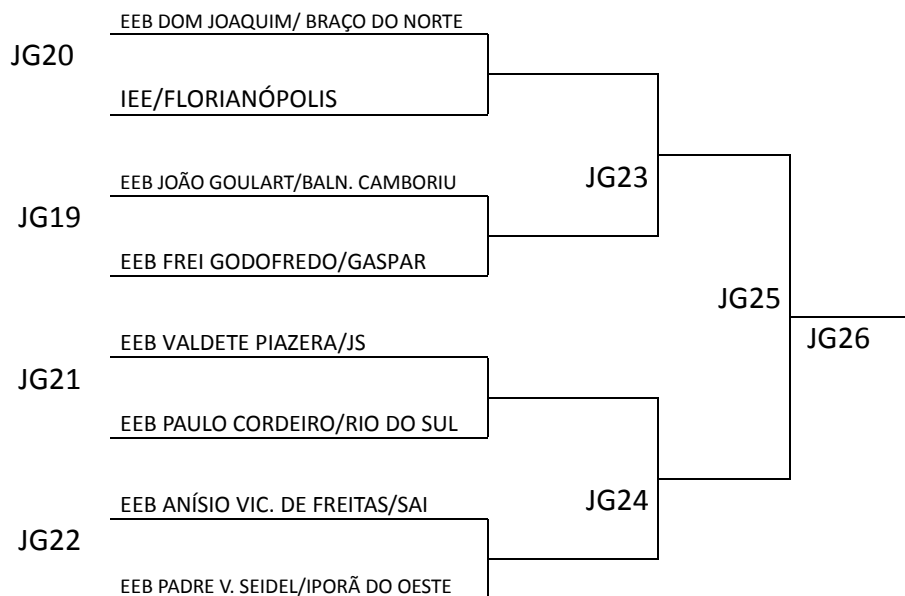 EEB DOM JOAQUIM/ BRAÇO DO NORTE
JG20
IEE/FLORIANÓPOLIS
EEB JOÃO GOULART/BALN. CAMBORIU
JG23
JG19
EEB FREI GODOFREDO/GASPAR
JG25
EEB VALDETE PIAZERA/JS
JG26
JG21
EEB PAULO CORDEIRO/RIO DO SUL
EEB ANÍSIO VIC. DE FREITAS/SAI
JG24
JG22
EEB PADRE V. SEIDEL/IPORÃ DO OESTE